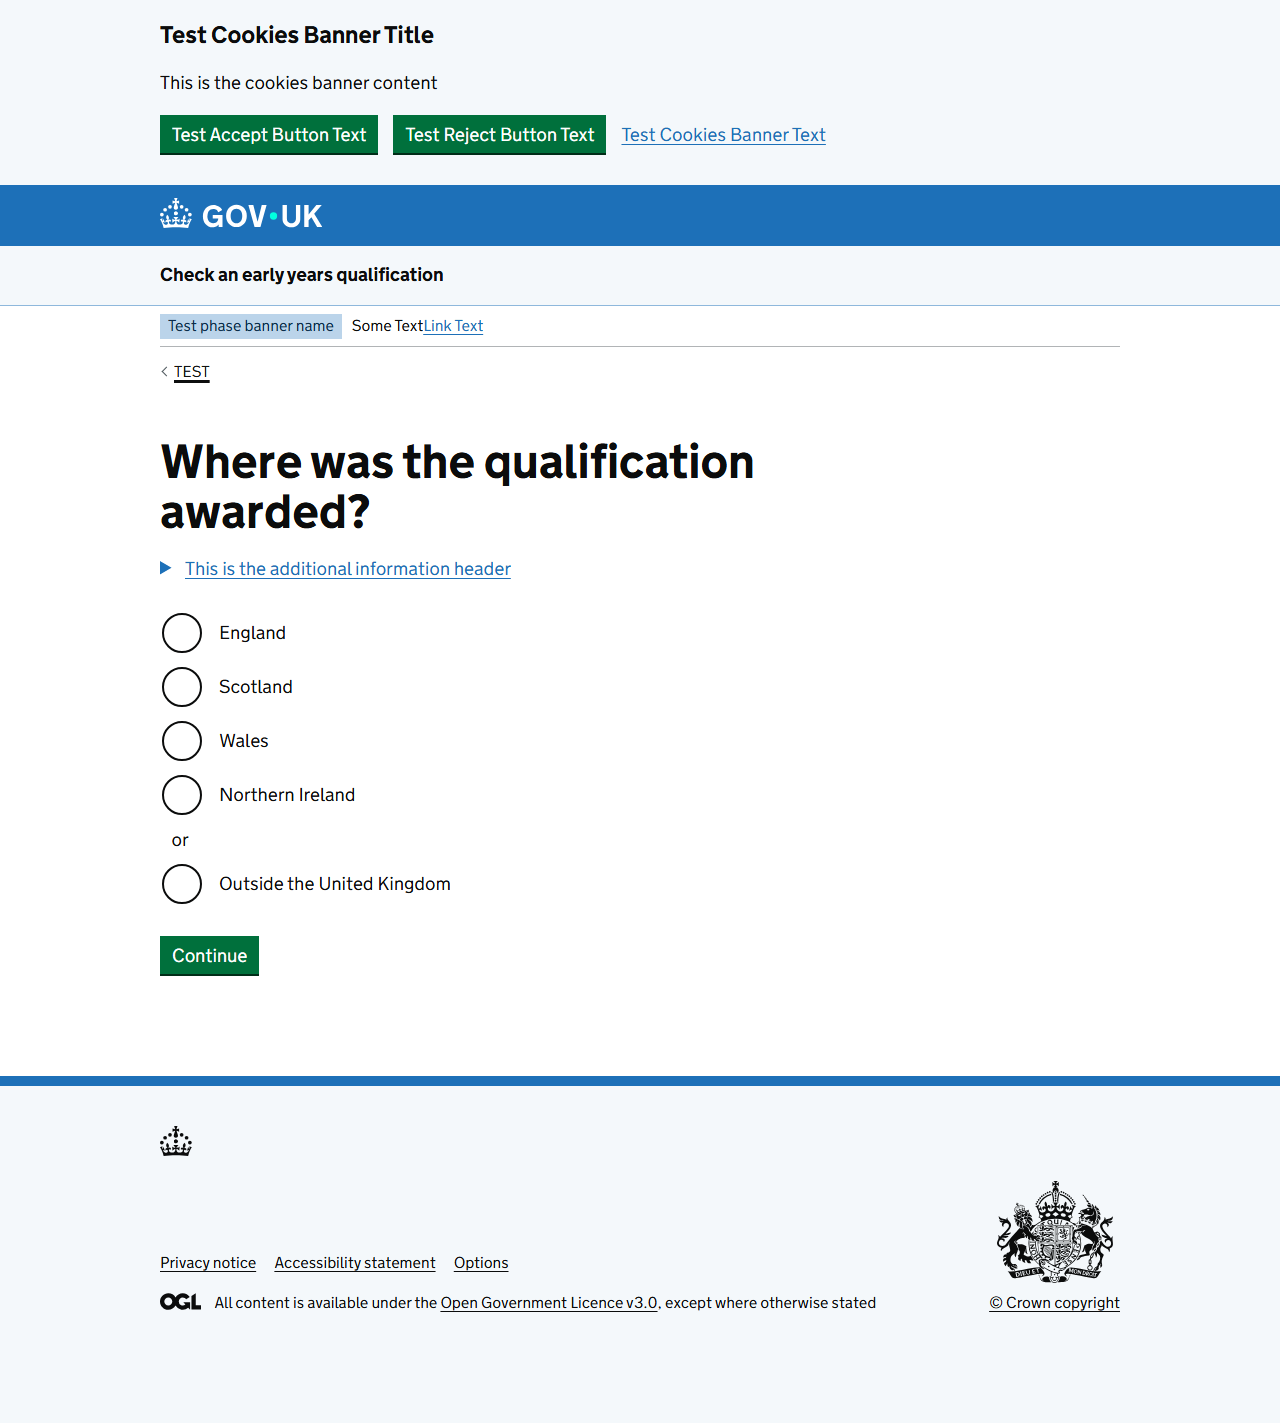 Test Cookies Banner Title
This is the cookies banner content
Test Accept Button Text Test Reject Button Text Test Cookies Banner Text
GOV•UK
Check an early years qualification
Test phase banner name Some TextLink Text
TEST
Where was the qualification
awarded?
This is the additional information header
England
Scotland
Wales
Northern Ireland
or
Outside the United Kingdom
Continue
Privacy notice Accessibility statement Options
OGL All content is available under the Open Government Licence v3.0, except where otherwise stated
© Crown copyright